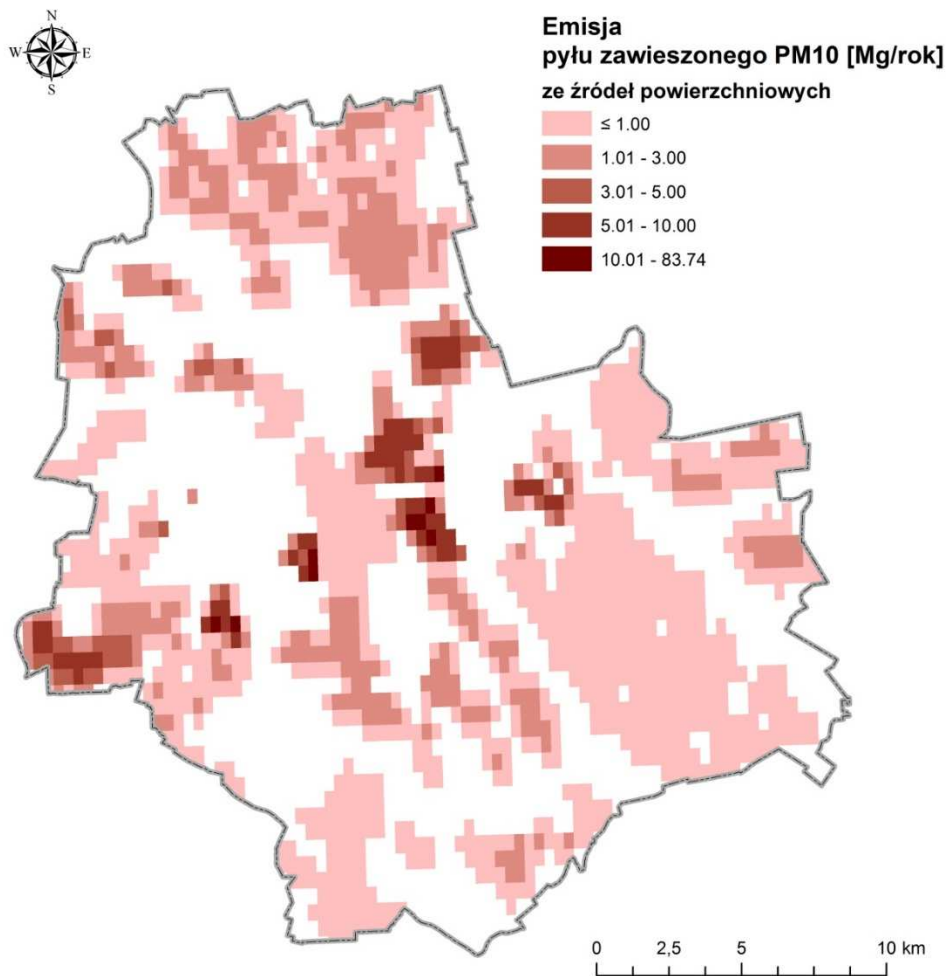 N
W E
S
Emisja
pyłu zawieszonego PM10 [Mg/rok]
ze źródeł powierzchniowych
≤ 1.00
1.01 - 3.00
3.01 - 5.00
5.01 - 10.00
10.01 - 83.74
0 2,5 5 10 km